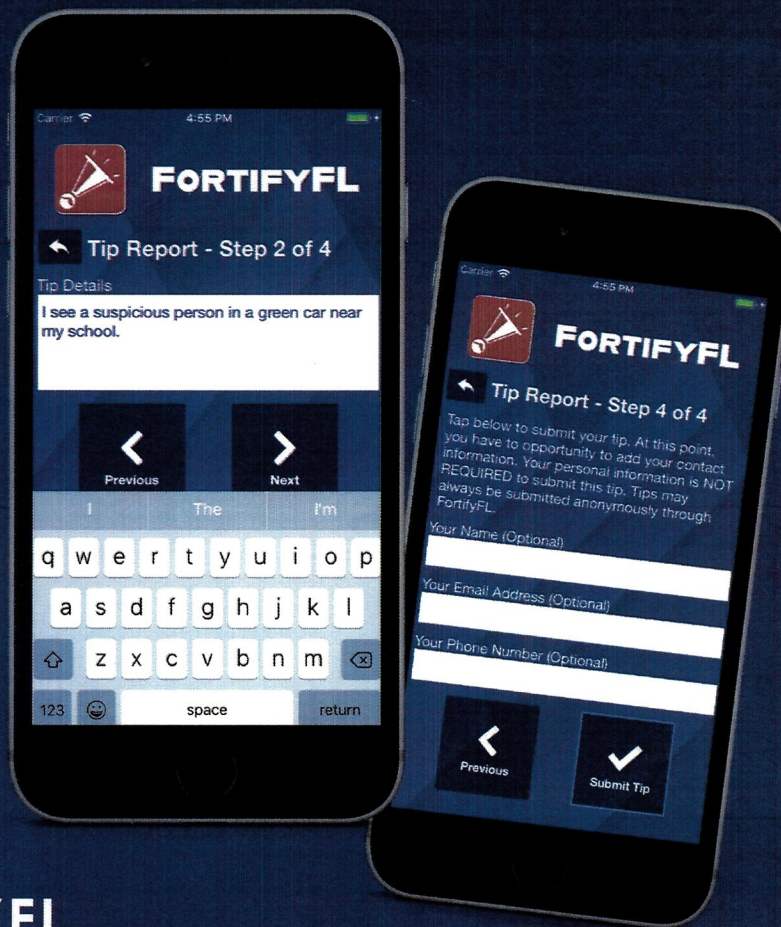 Carrier 4:55 PM
FORTIFYFL
Tip Report - Step 2 of 4
Tip Details
I see a suspicious person in a green car near
my school.
Previous Next
I The I'm
q w e r t y u i o p
a s d f g h j k l
z x c v b n m
123 space return
Carrier 4:55 PM
FORTIFYFL
Tip Report - Step 4 of 4
Tap below to submit your tip. At this point,
you have to opportunity to add your contact
information. Your personal information is NOT
REQUIRED to submit this tip. Tips may
always be submitted anonymously through
FortifyFL.
Your Name (Optional)
Your Email Address (Optional)
Your Phone Number (Optional)
Previous Submit Tip